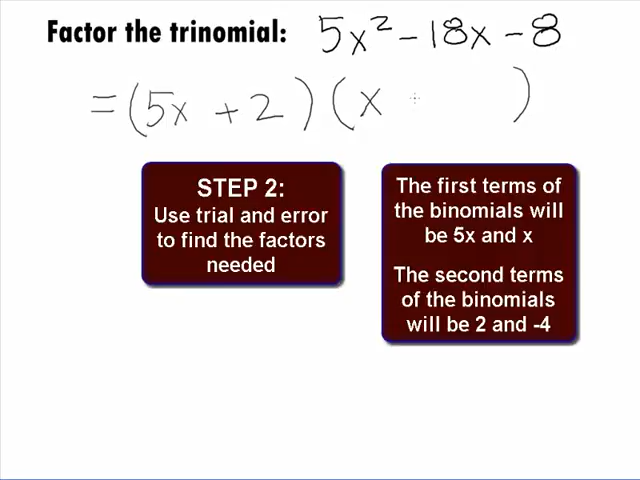 Factor the trinomial: 5x² - 18x - 8
= (5x + 2) (x )
STEP 2:
Use trial and error
to find the factors
needed
The first terms of
the binomials will
be 5x and x
The second terms
of the binomials
will be 2 and -4